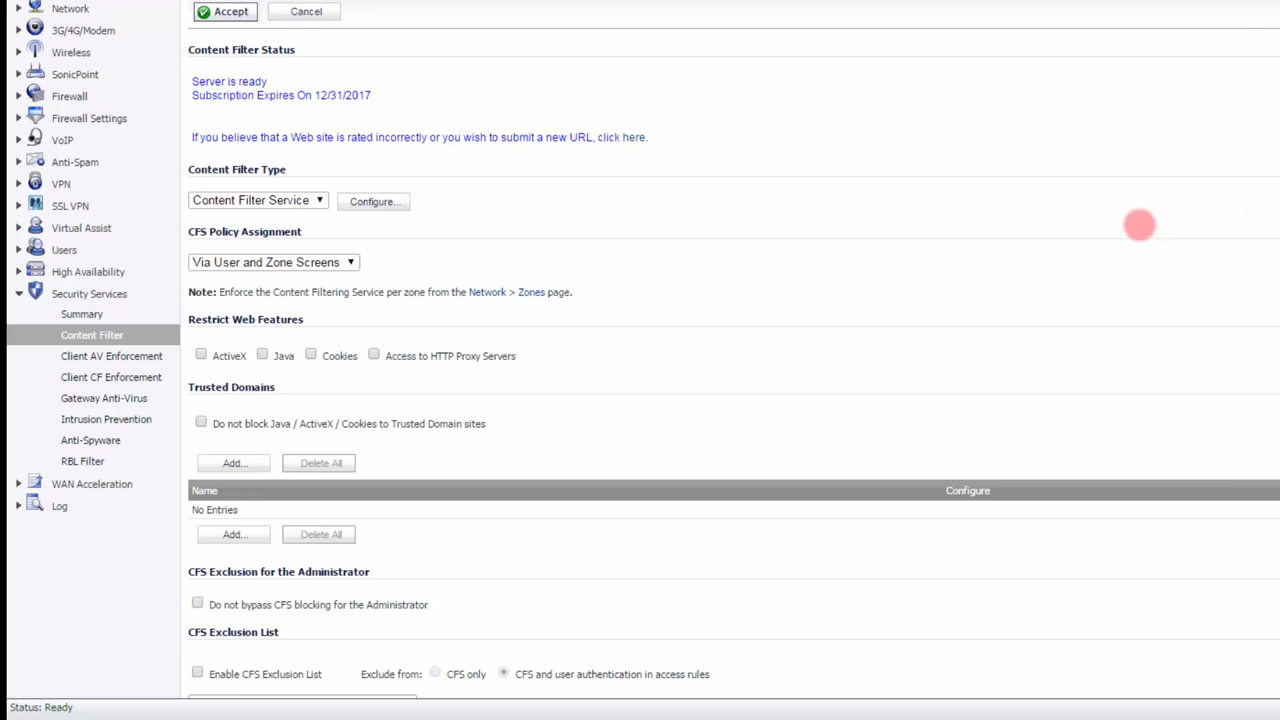 Network
3G/4G/Modem
Wireless
SonicPoint
Firewall
Firewall Settings
VoIP
Anti-Spam
VPN
SSL VPN
Virtual Assist
Users
High Availability
Security Services
Summary
Content Filter
Client AV Enforcement
Client CF Enforcement
Gateway Anti-Virus
Intrusion Prevention
Anti-Spyware
RBL Filter
WAN Acceleration
Log
Accept Cancel
Content Filter Status
Server is ready
Subscription Expires On 12/31/2017
If you believe that a Web site is rated incorrectly or you wish to submit a new URL, click here.
Content Filter Type
Content Filter Service Configure...
CFS Policy Assignment
Via User and Zone Screens
Note: Enforce the Content Filtering Service per zone from the Network > Zones page.
Restrict Web Features
ActiveX Java Cookies Access to HTTP Proxy Servers
Trusted Domains
Do not block Java / ActiveX / Cookies to Trusted Domain sites
Add... Delete All
Name Configure
No Entries
Add... Delete All
CFS Exclusion for the Administrator
Do not bypass CFS blocking for the Administrator
CFS Exclusion List
Enable CFS Exclusion List Exclude from: CFS only CFS and user authentication in access rules
Status: Ready